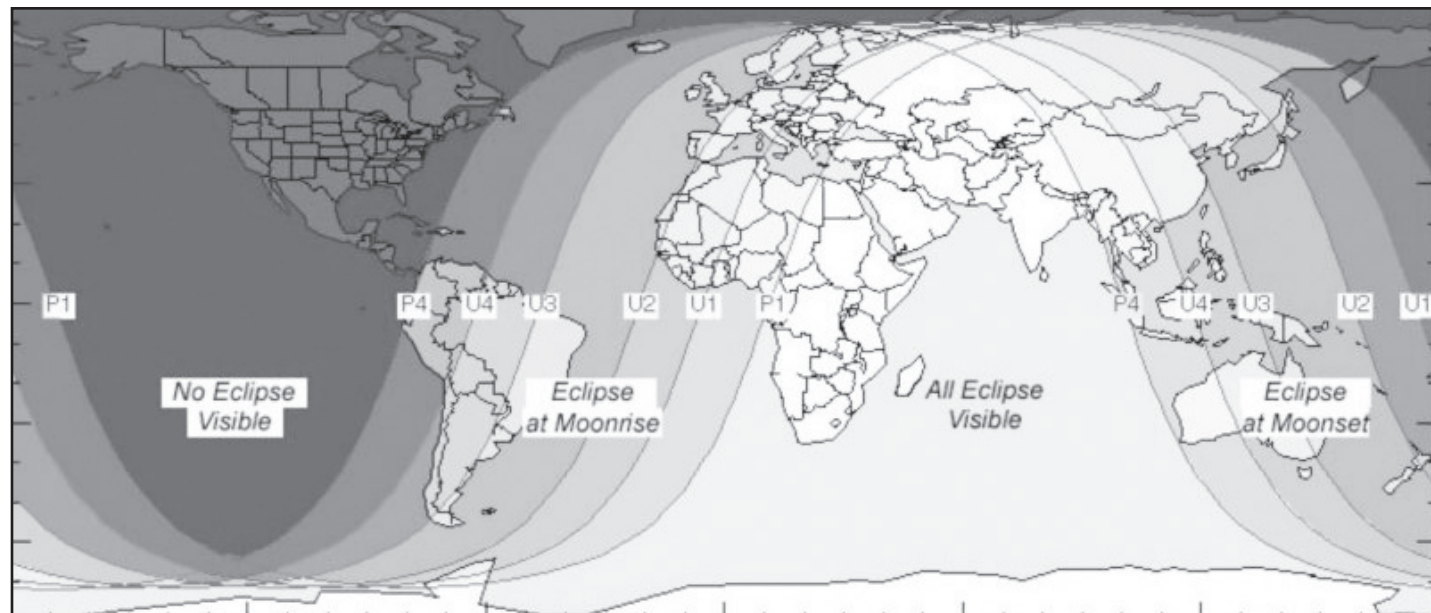 P1 P4 U4 U3 U2 U1 P1 P4 U4 U3 U2 U1
No Eclipse
Visible
Eclipse
at Moonrise
All Eclipse
Visible
Eclipse
at Moonset